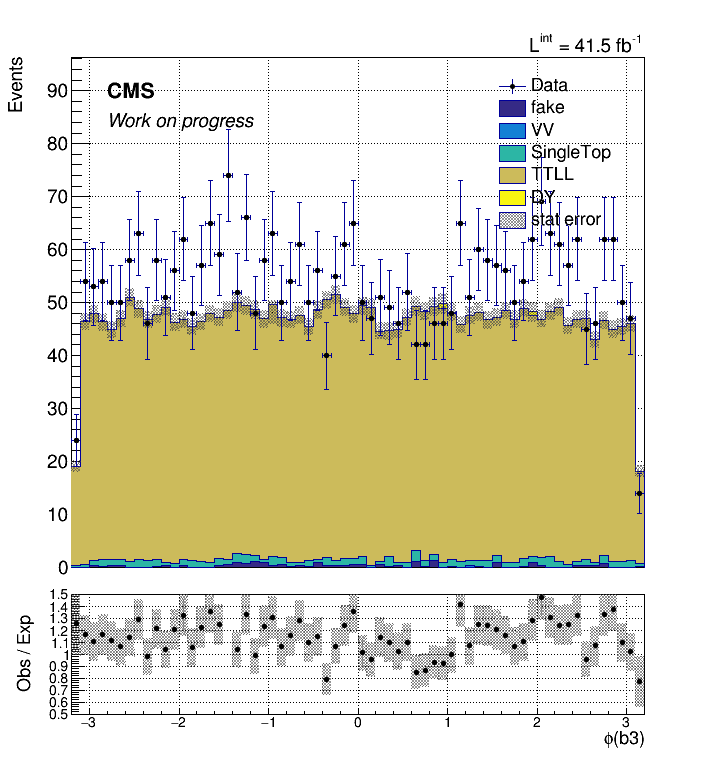 L^int = 41.5 fb^-1
Events
CMS
Work on progress
Data
fake
VV
SingleTop
TTLL
DY
stat error
90
80
70
60
50
40
30
20
10
0
Obs / Exp
1.5
1.4
1.3
1.2
1.1
1
0.9
0.8
0.7
0.6
0.5
−3 −2 −1 0 1 2 3
ϕ(b3)